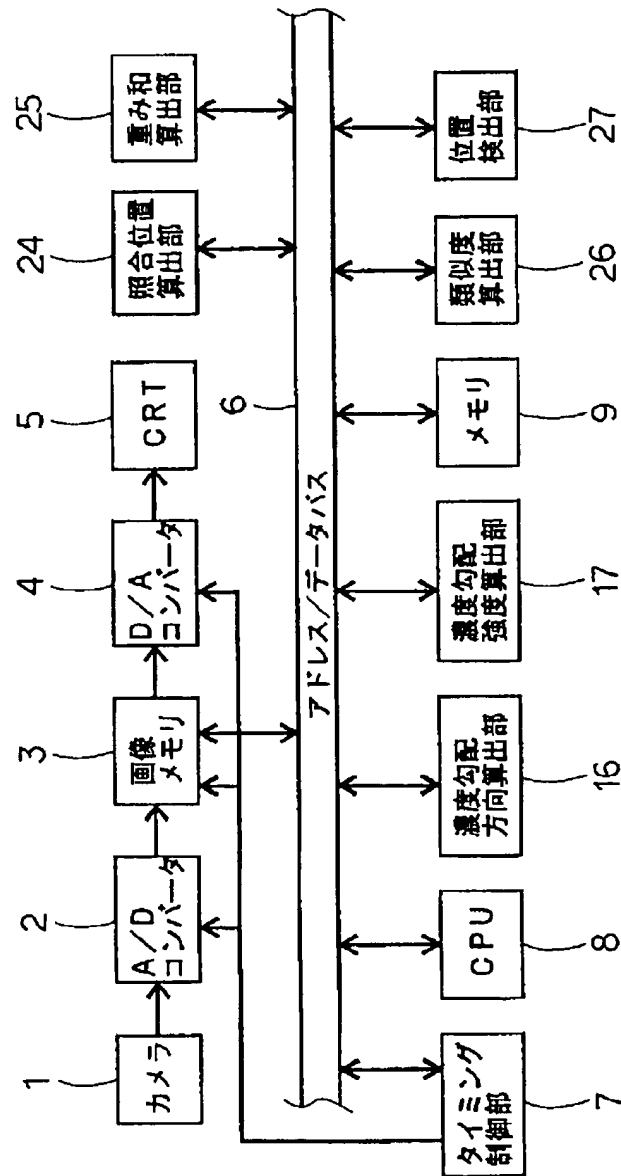 1
カメラ
2
A/D
コンバータ
3
画像
メモリ
4
D/A
コンバータ
5
CRT
24
照合位置
算出部
25
重み和
算出部
6
アドレス/データバス
タイミング
制御部
7
CPU
8
濃度勾配
方向算出部
16
濃度勾配
強度算出部
17
メモリ
9
類似度
算出部
26
位置
検出部
27